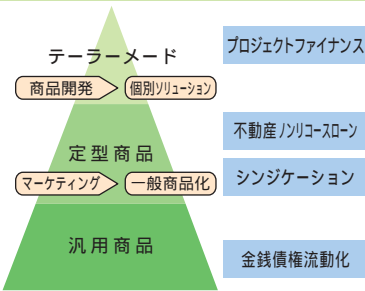 テーラーメード
プロジェクトファイナンス
商品開発
個別ソリューション
定型商品
不動産ノンリコースローン
マーケティング
一般商品化
シンジケーション
汎用商品
金銭債権流動化